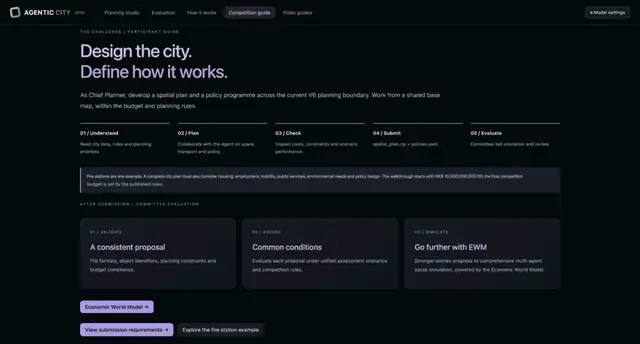 AGENTIC CITY
Planning studio
Evaluation
How it works
Competition guide
Video guides
Model settings
THE CHALLENGE | PARTICIPANT GUIDE
Design the city.
Define how it works.
As Chief Planner, develop a spatial plan and a policy programme across the current V6 planning boundary. Work from a shared base
map, within the budget and planning rules.
01 / Understand
Read city data, rules and planning
priorities.
02 / Plan
Collaborate with the Agent on space,
transport and policy.
03 / Check
Inspect costs, constraints and scenario
performance.
04 / Submit
spatial_plan.zip + policies.yaml
05 / Evaluate
Committee-led simulation and review.
Fire stations are one example. A complete city plan must also consider housing, employment, mobility, public services, environmental needs and policy design. The walkthrough starts with HK$ 10,000,000,000.00; the final competition
budget is set by the published rules.
AFTER SUBMISSION | COMMITTEE EVALUATION
01 / VALIDATE
A consistent proposal
File formats, object identifiers,
planning constraints and
budget compliance.
02 / ASSESS
Common conditions
Evaluate each proposal under unified assessment scenarios
and competition rules.
03 / SIMULATE
Go further with EWM
Stronger entries progress to comprehensive multi-agent
social simulation, powered by the Economic World Model.
Economic World Model →
View submission requirements →
Explore the fire station example